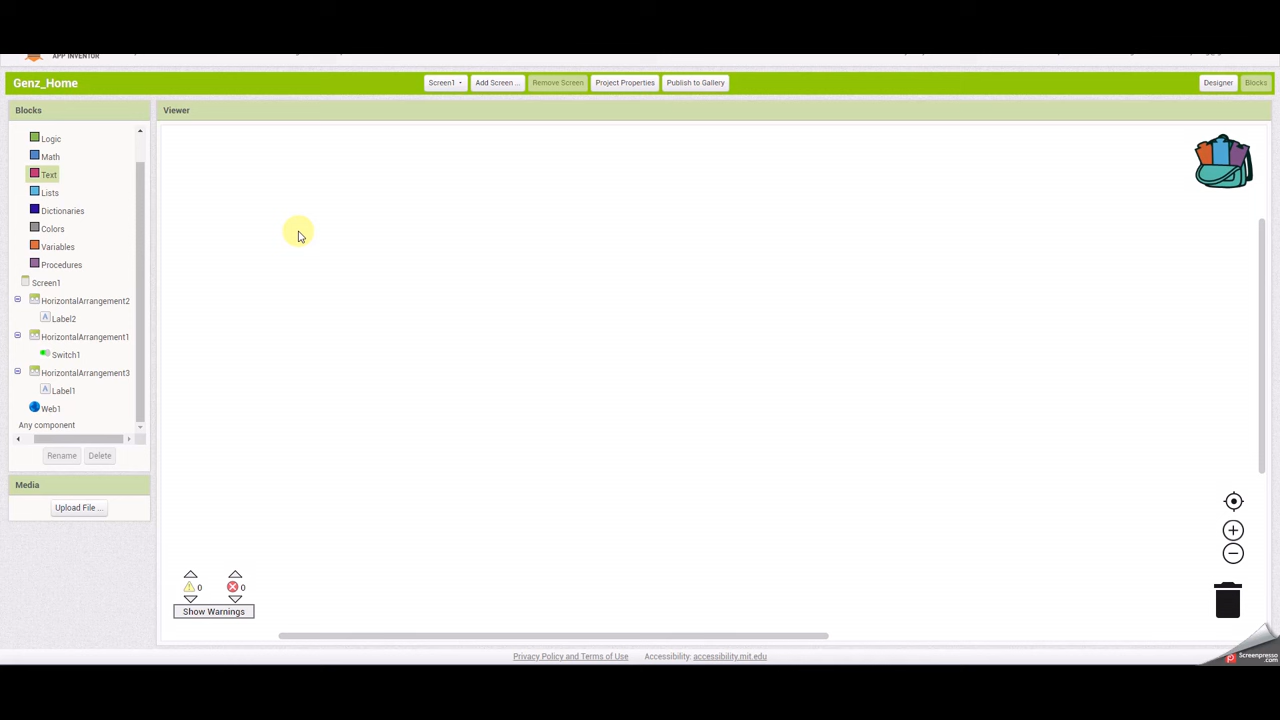 APP INVENTOR
Genz_Home
Screen1
Add Screen ...
Remove Screen
Project Properties
Publish to Gallery
Designer
Blocks
Blocks
Viewer
Logic
Math
Text
Lists
Dictionaries
Colors
Variables
Procedures
Screen1
HorizontalArrangement2
Label2
HorizontalArrangement1
Switch1
HorizontalArrangement3
Label1
Web1
Any component
Rename
Delete
Media
Upload File ...
0
0
Show Warnings
Privacy Policy and Terms of Use
Accessibility: accessibility.mit.edu
Screenpresso
.com